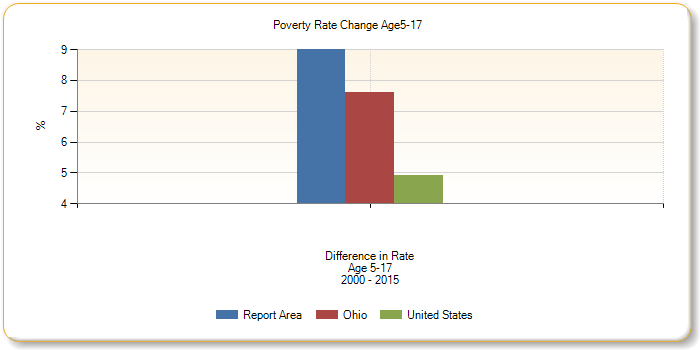 Poverty Rate Change Age5-17
%
9
8
7
6
5
4
Difference in Rate
Age 5-17
2000 - 2015
Report Area Ohio United States